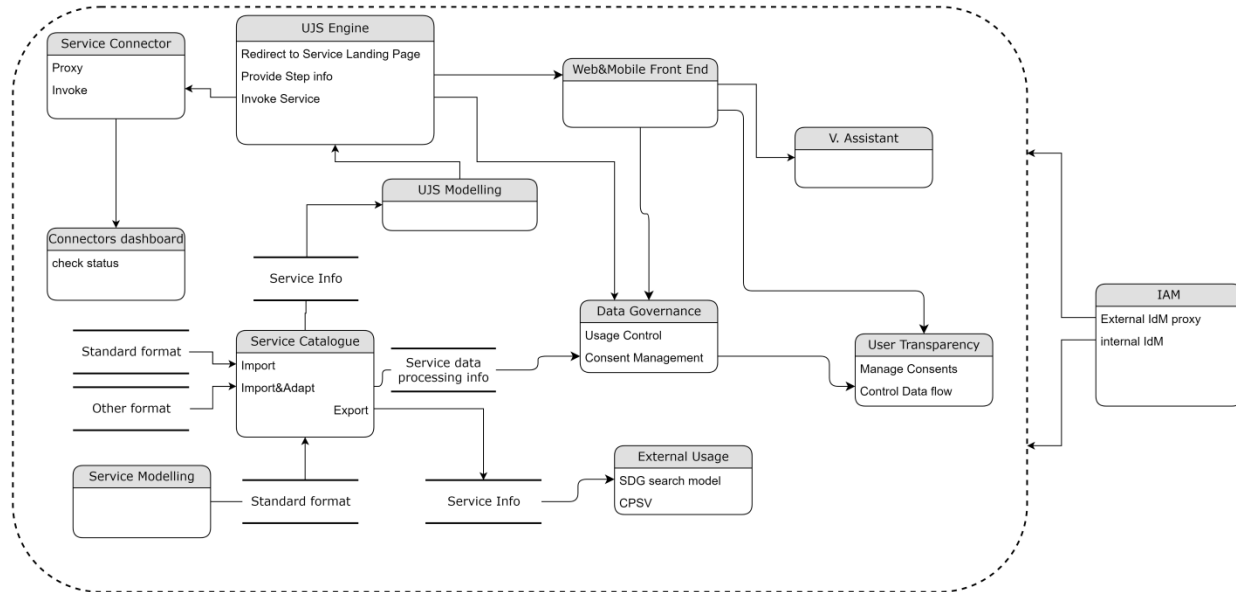 UJS Engine
Redirect to Service Landing Page
Provide Step info
Invoke Service
Service Connector
Proxy
Invoke
Web&Mobile Front End
V. Assistant
UJS Modelling
Connectors dashboard
check status
Service Info
IAM
External IdM proxy
internal IdM
Data Governance
Usage Control
Consent Management
User Transparency
Manage Consents
Control Data flow
Standard format
Other format
Service Catalogue
Import
Import&Adapt
Export
Service data
processing info
Service Modelling
Standard format
Service Info
External Usage
SDG search model
CPSV